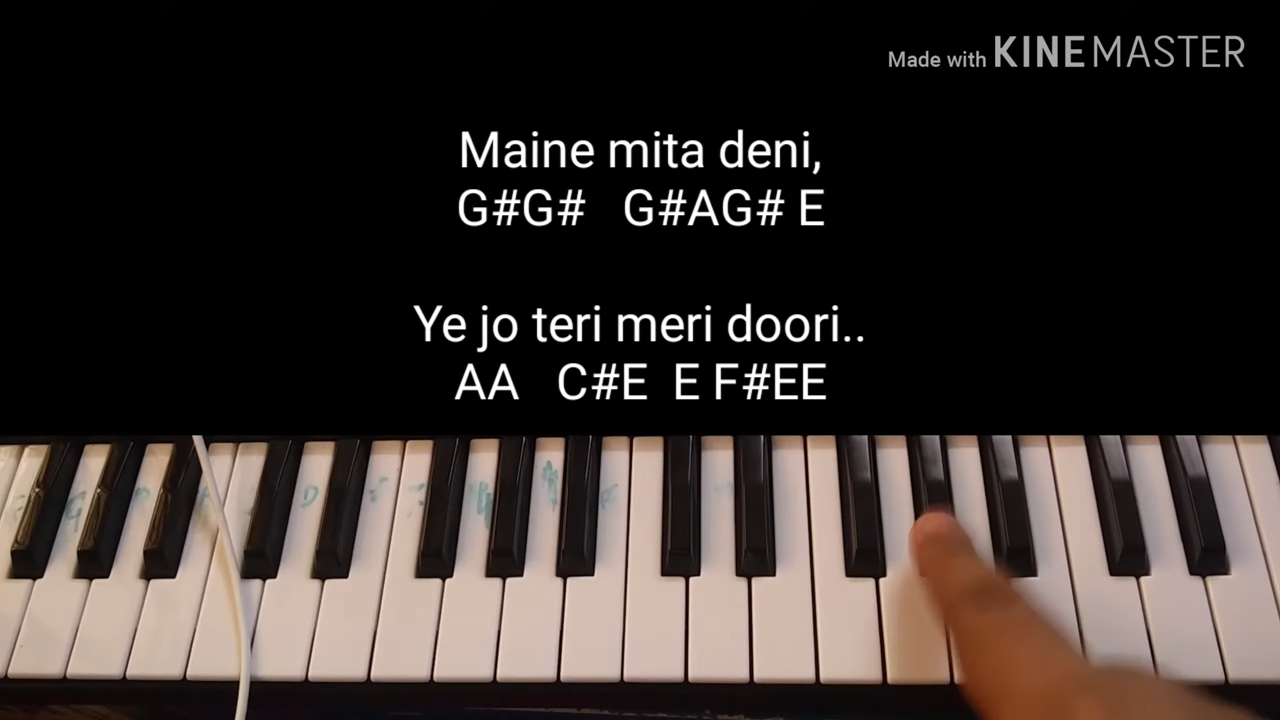 Made with KINEMASTER
Maine mita deni,
G#G# G#AG# E
Ye jo teri meri doori..
AA C#E E F#EE
D